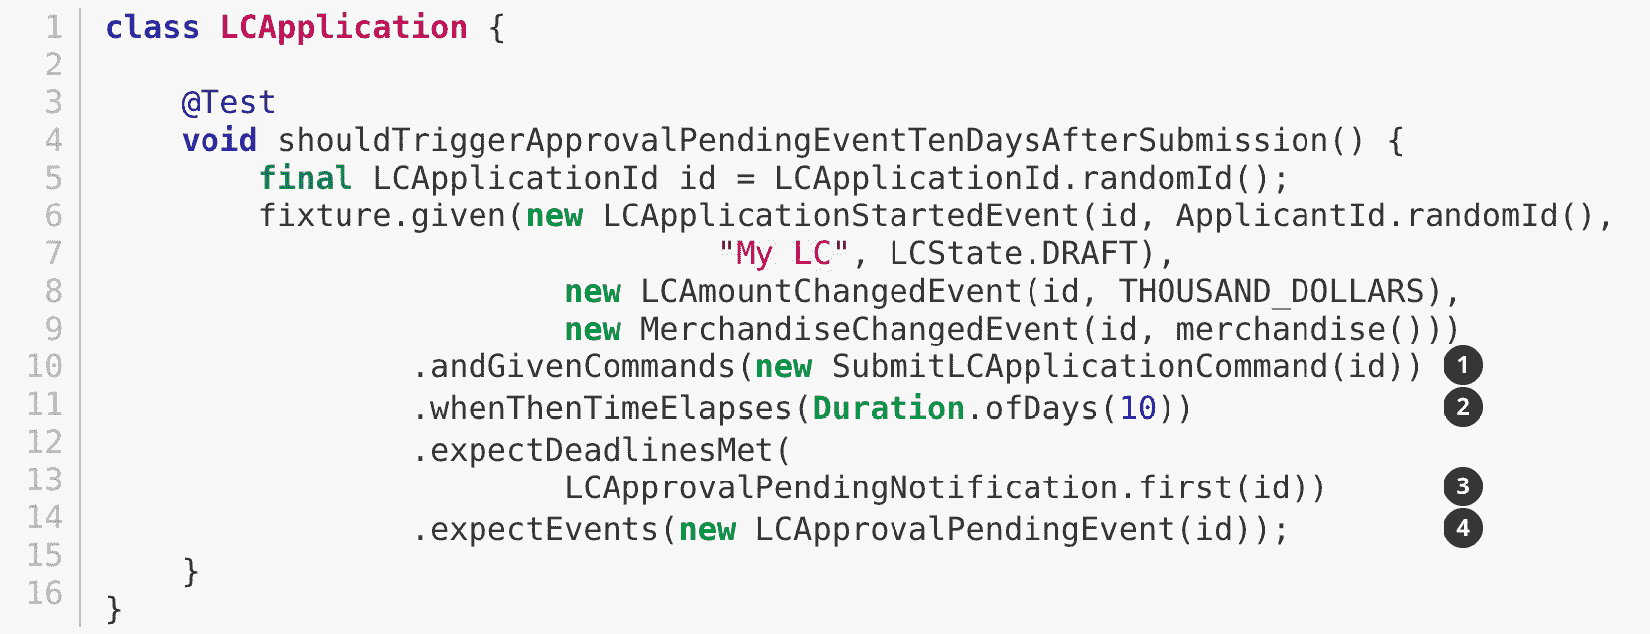 1 class LCApplication {
2
3 @Test
4 void shouldTriggerApprovalPendingEventTenDaysAfterSubmission() {
5 final LCApplicationId id = LCApplicationId.randomId();
6 fixture.given(new LCApplicationStartedEvent(id, ApplicantId.randomId(),
7 "My LC", LCState.DRAFT),
8 new LCAmountChangedEvent(id, THOUSAND_DOLLARS),
9 new MerchandiseChangedEvent(id, merchandise()))
10 .andGivenCommands(new SubmitLCApplicationCommand(id)) 1
11 .whenThenTimeElapses(Duration.ofDays(10)) 2
12 .expectDeadlinesMet(
13 LCApprovalPendingNotification.first(id)) 3
14 .expectEvents(new LCApprovalPendingEvent(id)); 4
15 }
16 }